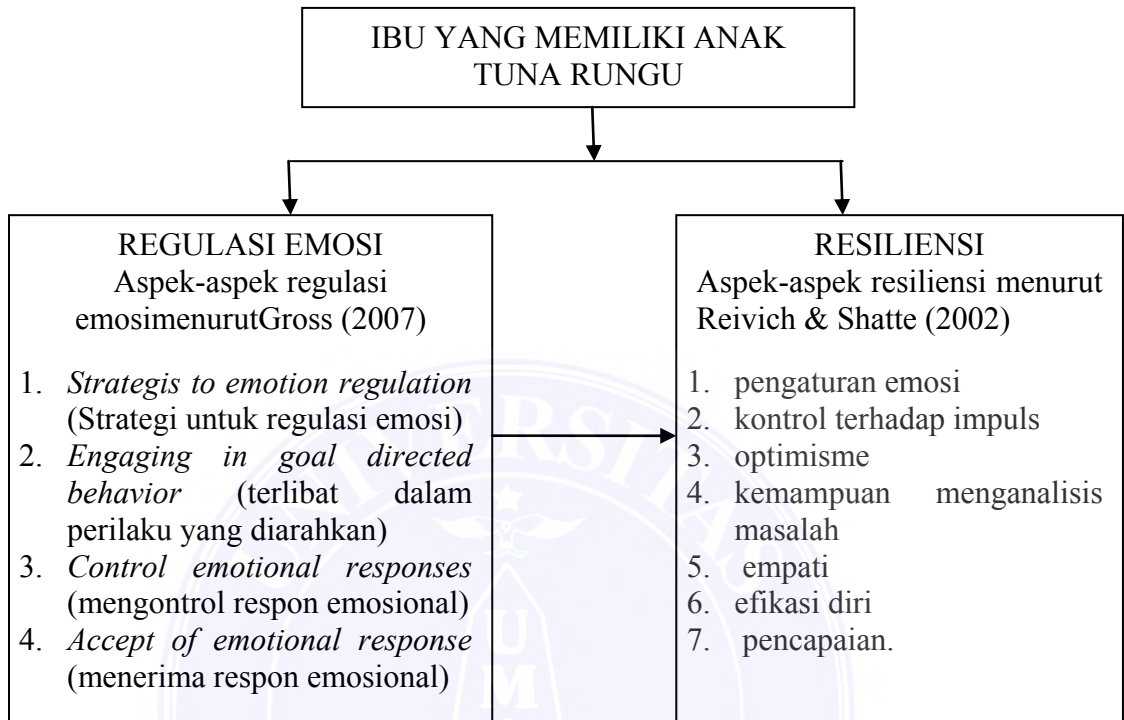 IBU YANG MEMILIKI ANAK
TUNA RUNGU
REGULASI EMOSI
Aspek-aspek regulasi
emosimenurutGross (2007)
1. Strategis to emotion regulation
(Strategi untuk regulasi emosi)
2. Engaging in goal directed
behavior (terlibat dalam
perilaku yang diarahkan)
3. Control emotional responses
(mengontrol respon emosional)
4. Accept of emotional response
(menerima respon emosional)
RESILIENSI
Aspek-aspek resiliensi menurut
Reivich & Shatte (2002)
1. pengaturan emosi
2. kontrol terhadap impuls
3. optimisme
4. kemampuan menganalisis
masalah
5. empati
6. efikasi diri
7. pencapaian.
UNIVERSITAS
U
M